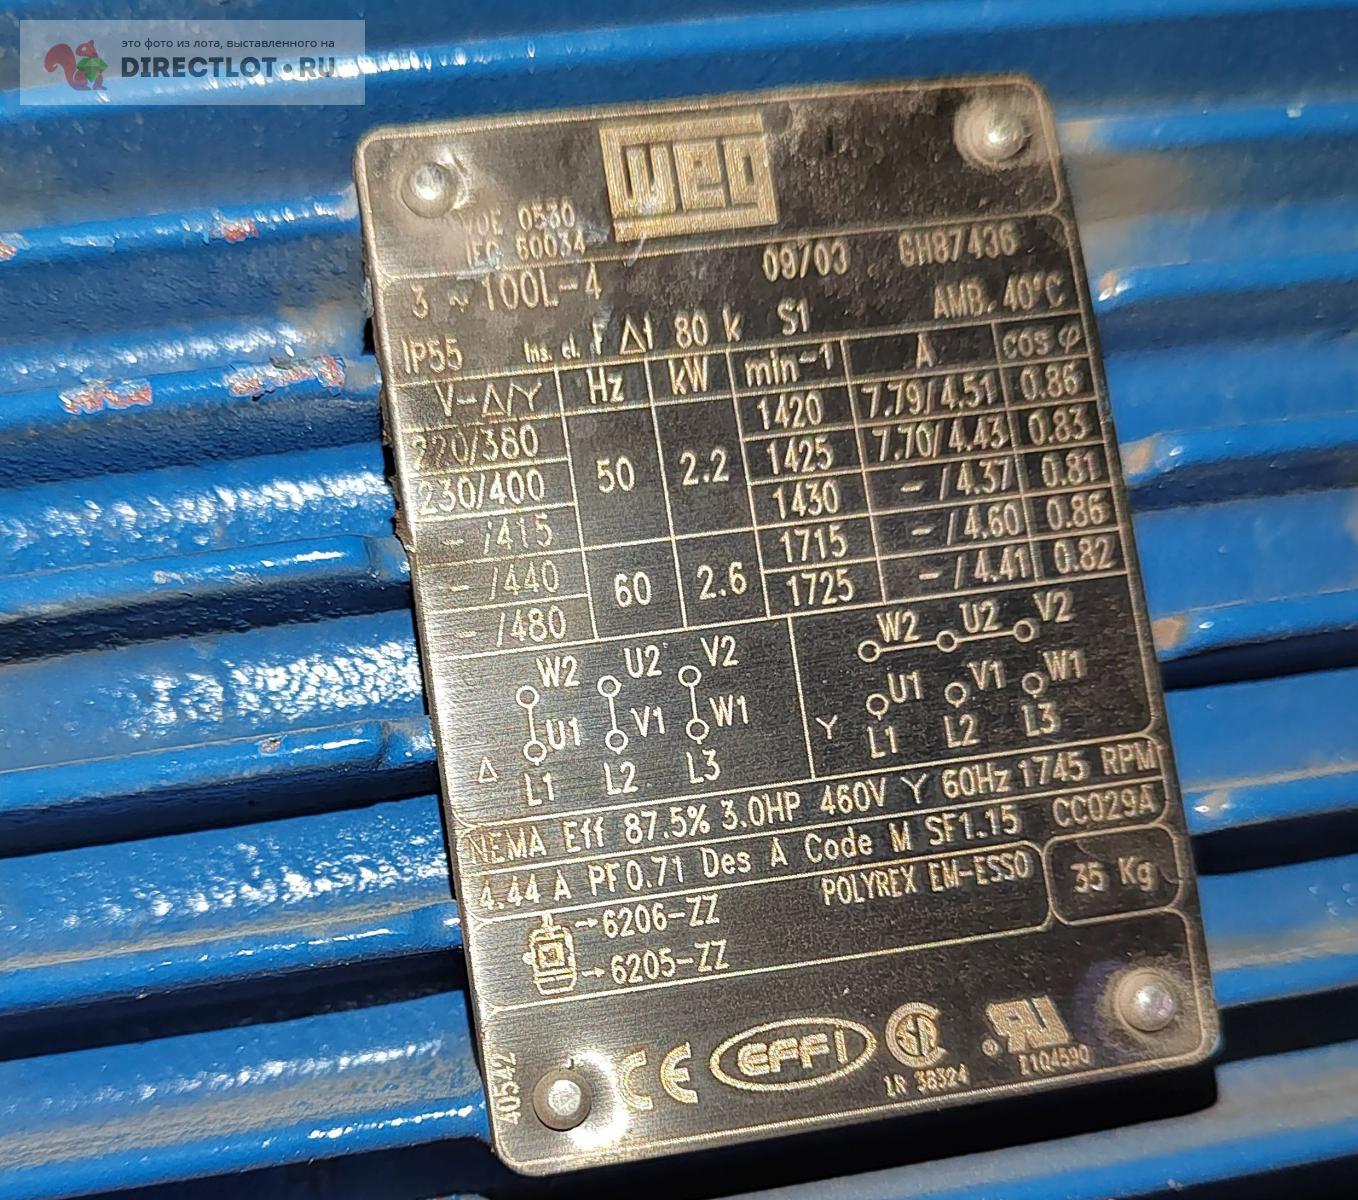 это фото из лота, выставленного на
DIRECTLOT.RU
WEG
VDE 0530
IEC 60034
3 ~ 100L-4 09/03 GH87436
IP55 Ins. cl. F Δt 80 k S1 AMB. 40°C
V-Δ/Y Hz kW min-1 A cos φ
220/380 50 2.2 1420 7.79/4.51 0.86
230/400 1425 7.70/4.43 0.83
- /415 1430 - /4.37 0.81
- /440 60 2.6 1715 - /4.60 0.86
- /480 1725 - /4.41 0.82
W2 U2 V2 W2 U2 V2
U1 V1 W1 U1 V1 W1
Δ L1 L2 L3 Y L1 L2 L3
NEMA Eff 87.5% 3.0HP 460V Y 60Hz 1745 RPM
4.44 A PF0.71 Des A Code M SF1.15 CC029A
→6206-ZZ POLYREX EM-ESSO 35 Kg
→6205-ZZ
40542 CE EFF1 SA RU
LR 38324